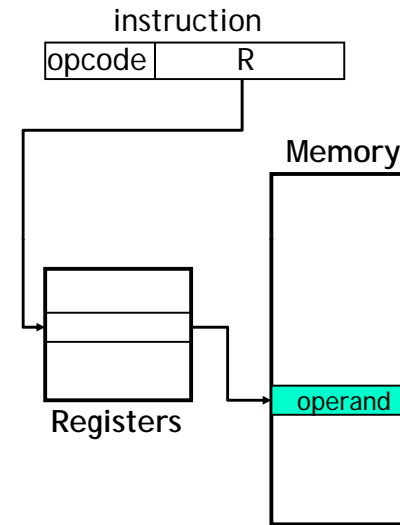 instruction
opcode R
Memory
operand
Registers